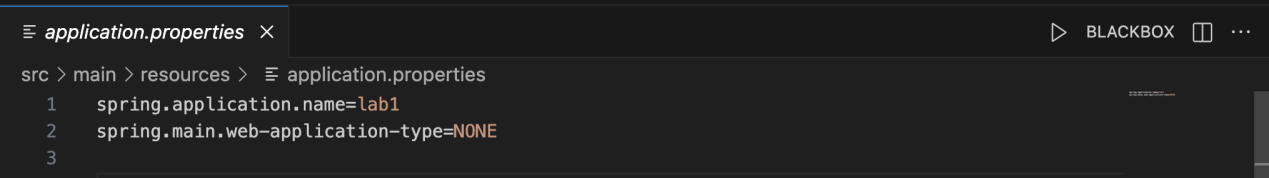 application.properties
BLACKBOX
src > main > resources > application.properties
1 spring.application.name=lab1
2 spring.main.web-application-type=NONE
3